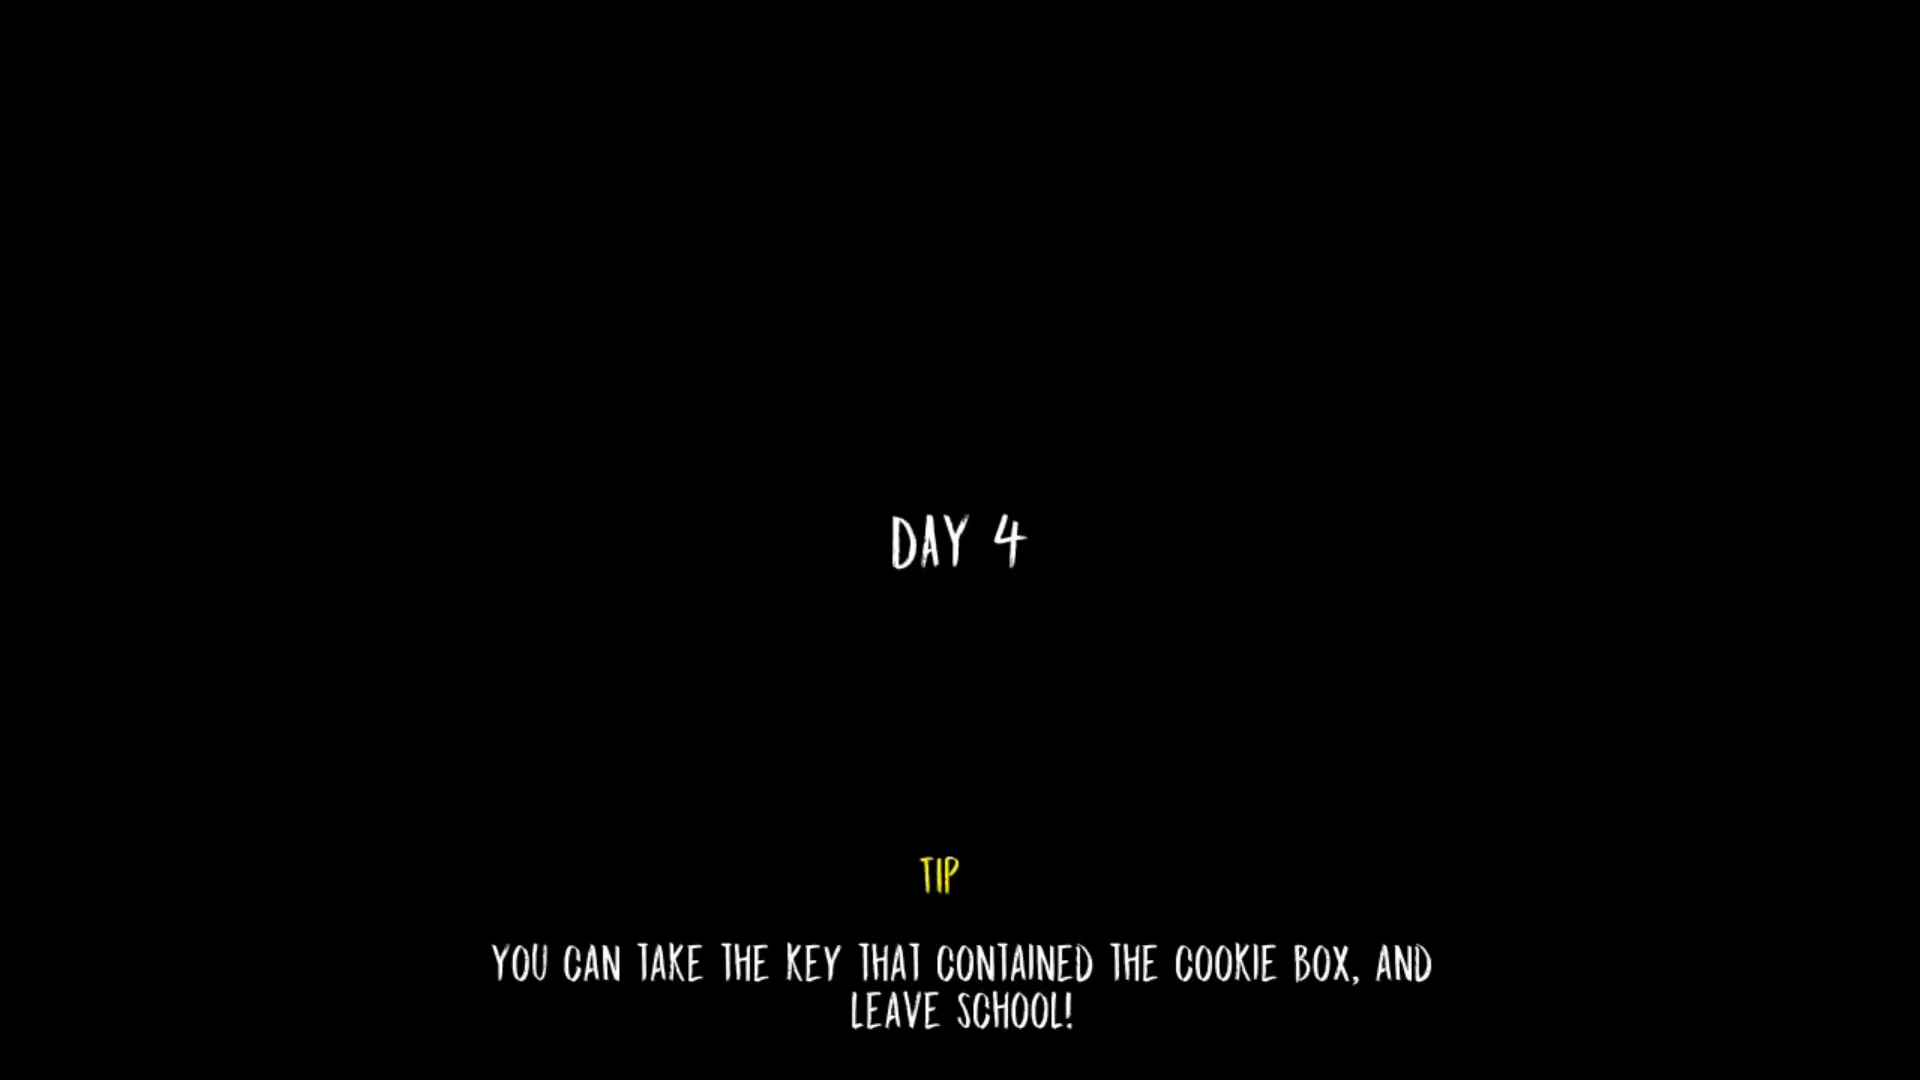 DAY 4
TIP
YOU CAN TAKE THE KEY THAT CONTAINED THE COOKIE BOX, AND
LEAVE SCHOOL!